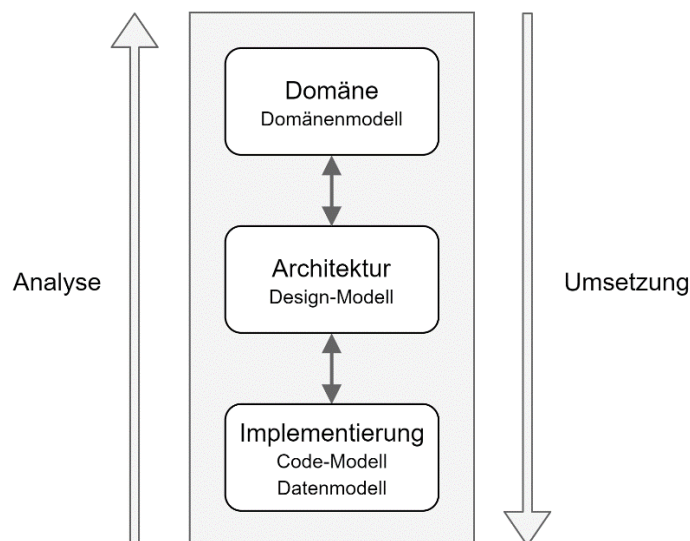 Domäne
Domänenmodell
Analyse
Architektur
Design-Modell
Umsetzung
Implementierung
Code-Modell
Datenmodell